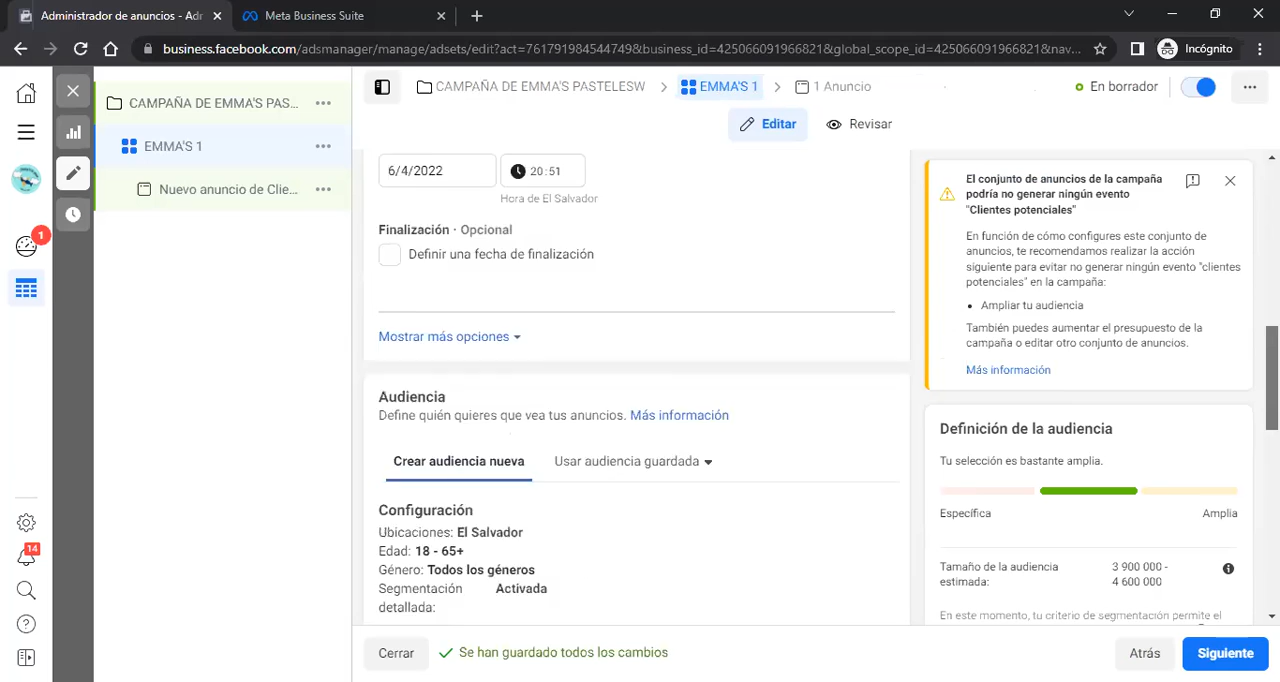 Administrador de anuncios - Adr
Meta Business Suite
business.facebook.com/adsmanager/manage/adsets/edit?act=761791984544749&business_id=425066091966821&global_scope_id=425066091966821&nav...
Incógnito
CAMPAÑA DE EMMA'S PAS...
EMMA'S 1
Nuevo anuncio de Clie...
1
14
CAMPAÑA DE EMMA'S PASTELESW
EMMA'S 1
1 Anuncio
En borrador
Editar
Revisar
6/4/2022
20:51
Hora de El Salvador
Finalización · Opcional
Definir una fecha de finalización
Mostrar más opciones
Audiencia
Define quién quieres que vea tus anuncios. Más información
Crear audiencia nueva
Usar audiencia guardada
Configuración
Ubicaciones: El Salvador
Edad: 18 - 65+
Género: Todos los géneros
Segmentación Activada
detallada:
El conjunto de anuncios de la campaña
podría no generar ningún evento
"Clientes potenciales"
En función de cómo configures este conjunto de
anuncios, te recomendamos realizar la acción
siguiente para evitar no generar ningún evento "clientes
potenciales" en la campaña:
• Ampliar tu audiencia
También puedes aumentar el presupuesto de la
campaña o editar otro conjunto de anuncios.
Más información
Definición de la audiencia
Tu selección es bastante amplia.
Específica
Amplia
Tamaño de la audiencia 3 900 000 -
estimada: 4 600 000
En este momento, tu criterio de segmentación permite el
Cerrar
Se han guardado todos los cambios
Atrás
Siguiente